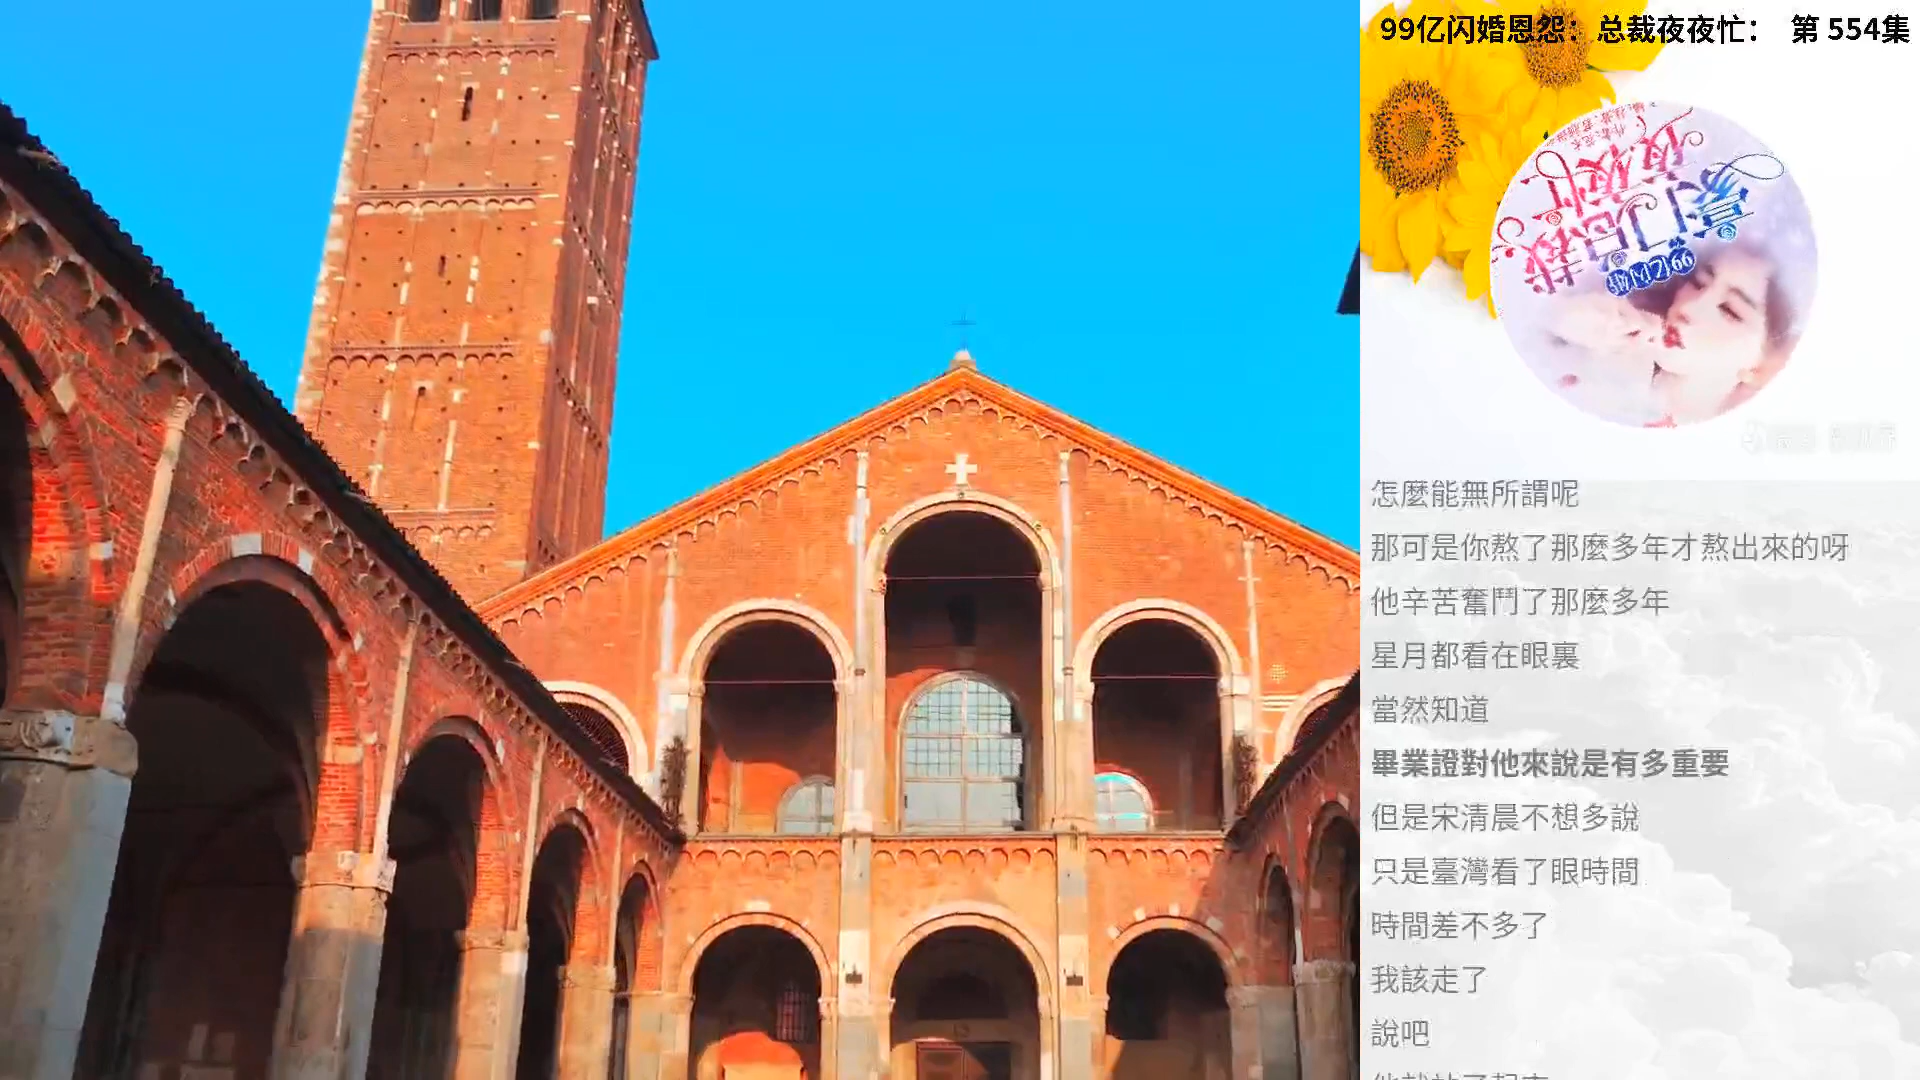 99亿闪婚恩怨：总裁夜夜忙： 第 554集
怎麼能無所謂呢
那可是你熬了那麼多年才熬出來的呀
他辛苦奮鬥了那麼多年
星月都看在眼裏
當然知道
畢業證對他來說是有多重要
但是宋清晨不想多說
只是臺灣看了眼時間
時間差不多了
我該走了
說吧